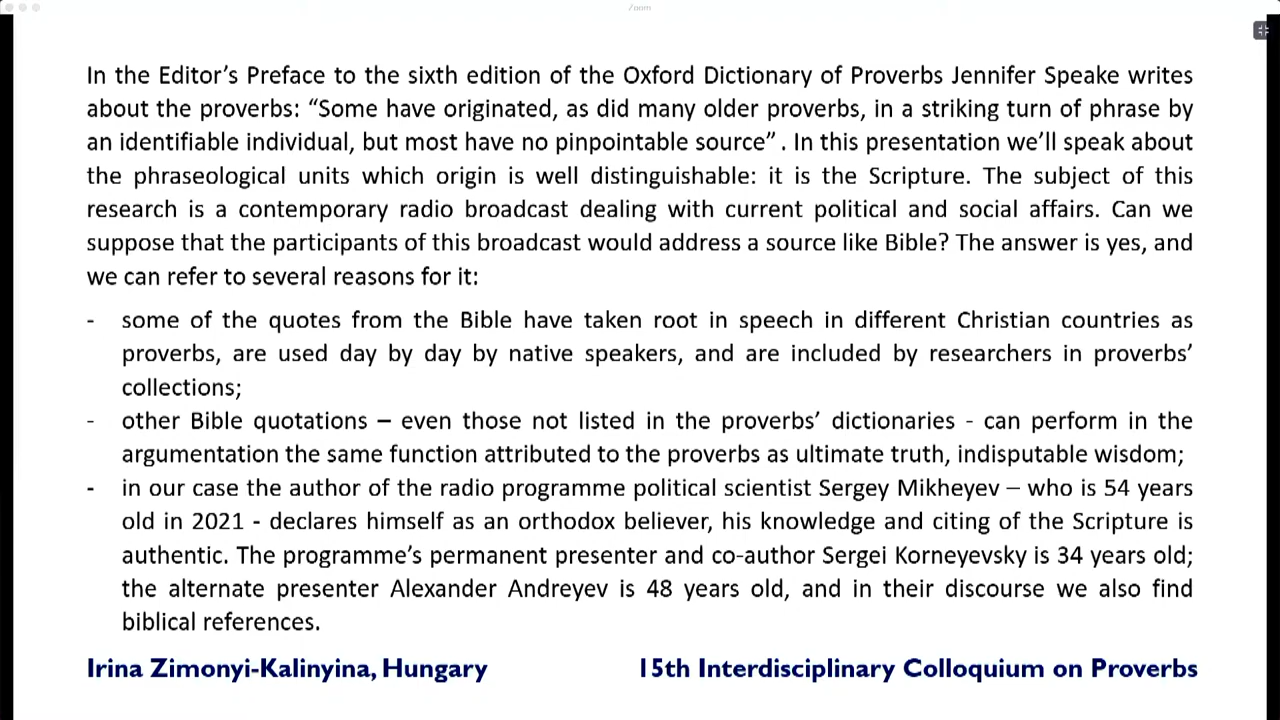 zoom
In the Editor’s Preface to the sixth edition of the Oxford Dictionary of Proverbs Jennifer Speake writes
about the proverbs: “Some have originated, as did many older proverbs, in a striking turn of phrase by
an identifiable individual, but most have no pinpointable source” . In this presentation we’ll speak about
the phraseological units which origin is well distinguishable: it is the Scripture. The subject of this
research is a contemporary radio broadcast dealing with current political and social affairs. Can we
suppose that the participants of this broadcast would address a source like Bible? The answer is yes, and
we can refer to several reasons for it:
- some of the quotes from the Bible have taken root in speech in different Christian countries as
proverbs, are used day by day by native speakers, and are included by researchers in proverbs’
collections;
- other Bible quotations – even those not listed in the proverbs’ dictionaries - can perform in the
argumentation the same function attributed to the proverbs as ultimate truth, indisputable wisdom;
- in our case the author of the radio programme political scientist Sergey Mikheyev – who is 54 years
old in 2021 - declares himself as an orthodox believer, his knowledge and citing of the Scripture is
authentic. The programme’s permanent presenter and co-author Sergei Korneyevsky is 34 years old;
the alternate presenter Alexander Andreyev is 48 years old, and in their discourse we also find
biblical references.
Irina Zimonyi-Kalinyina, Hungary
15th Interdisciplinary Colloquium on Proverbs